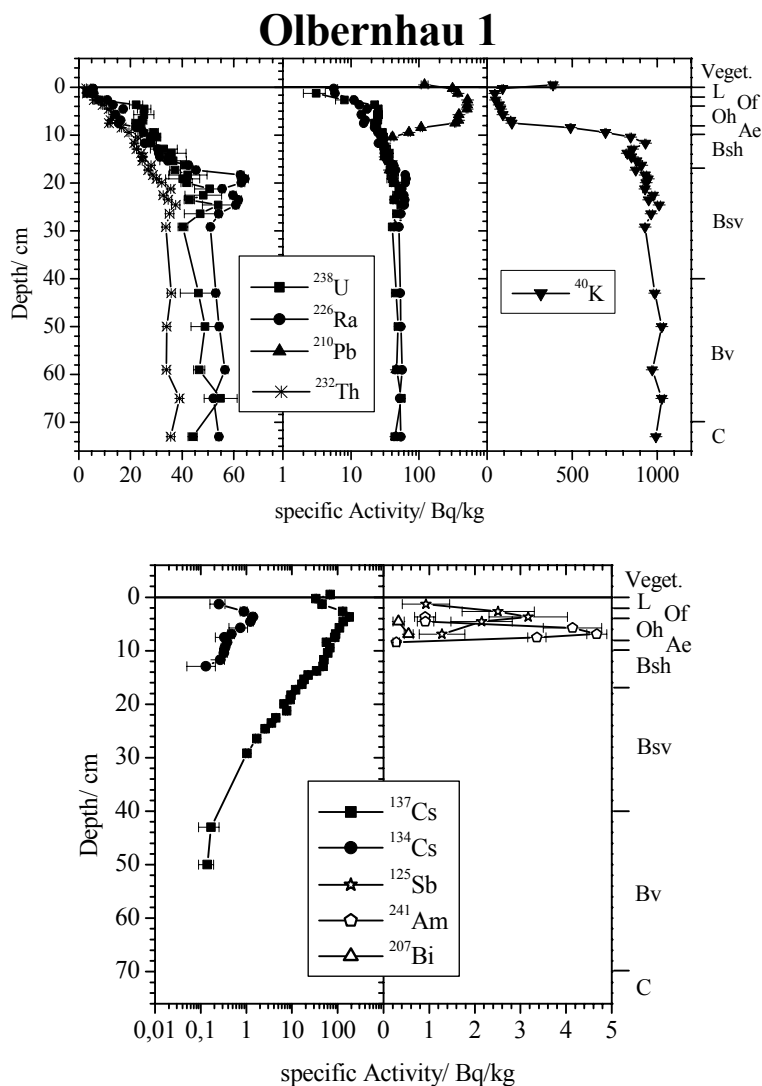 Olbernhau 1
Veget.
0
L
Of
Oh
10
Ae
Bsh
20
Bsv
30
40
50
Bv
60
70
C
Depth/ cm
²³⁸U
²²⁶Ra
²¹⁰Pb
²³²Th
⁴⁰K
0 20 40 60 1 10 100 0 500 1000
specific Activity/ Bq/kg
Veget.
0
L
Of
Oh
10
Ae
Bsh
20
Bsv
30
40
50
Bv
60
70
C
Depth/ cm
¹³⁷Cs
¹³⁴Cs
¹²⁵Sb
²⁴¹Am
²⁰⁷Bi
0,01 0,1 1 10 100 0 1 2 3 4 5
specific Activity/ Bq/kg